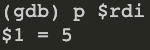 (gdb) p $rdi
$1 = 5